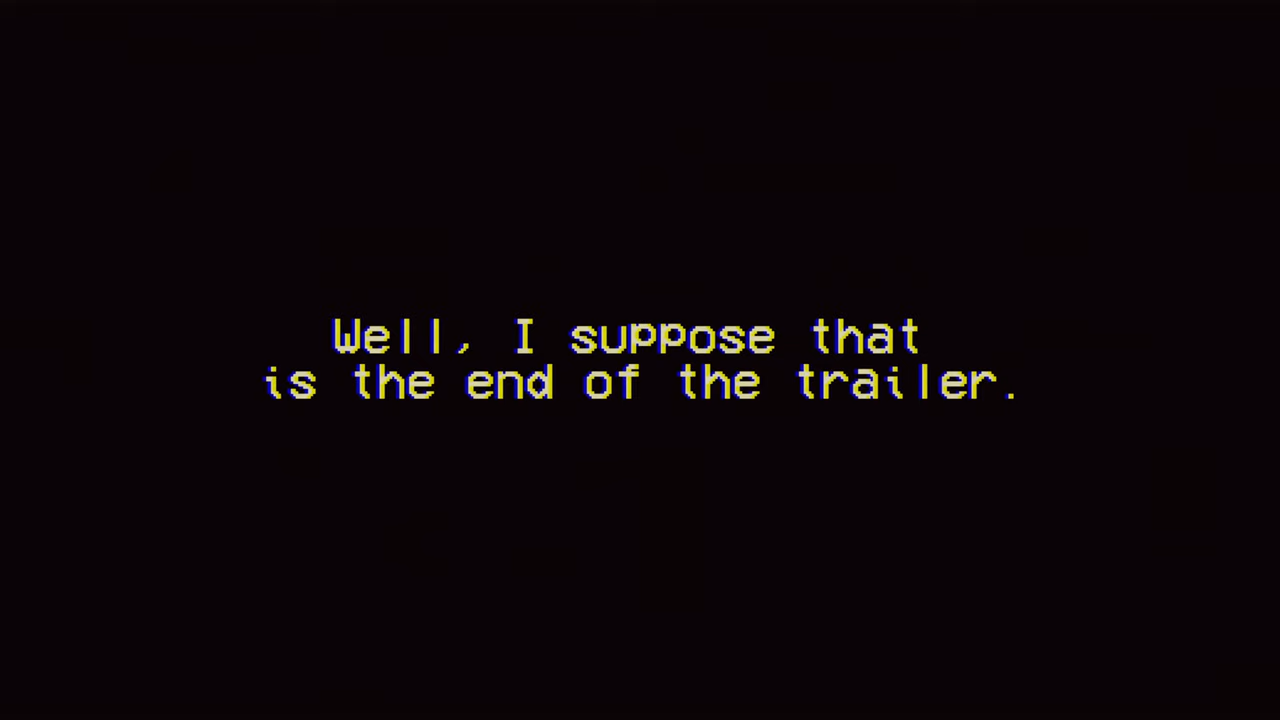 Well, I suppose that
is the end of the trailer.